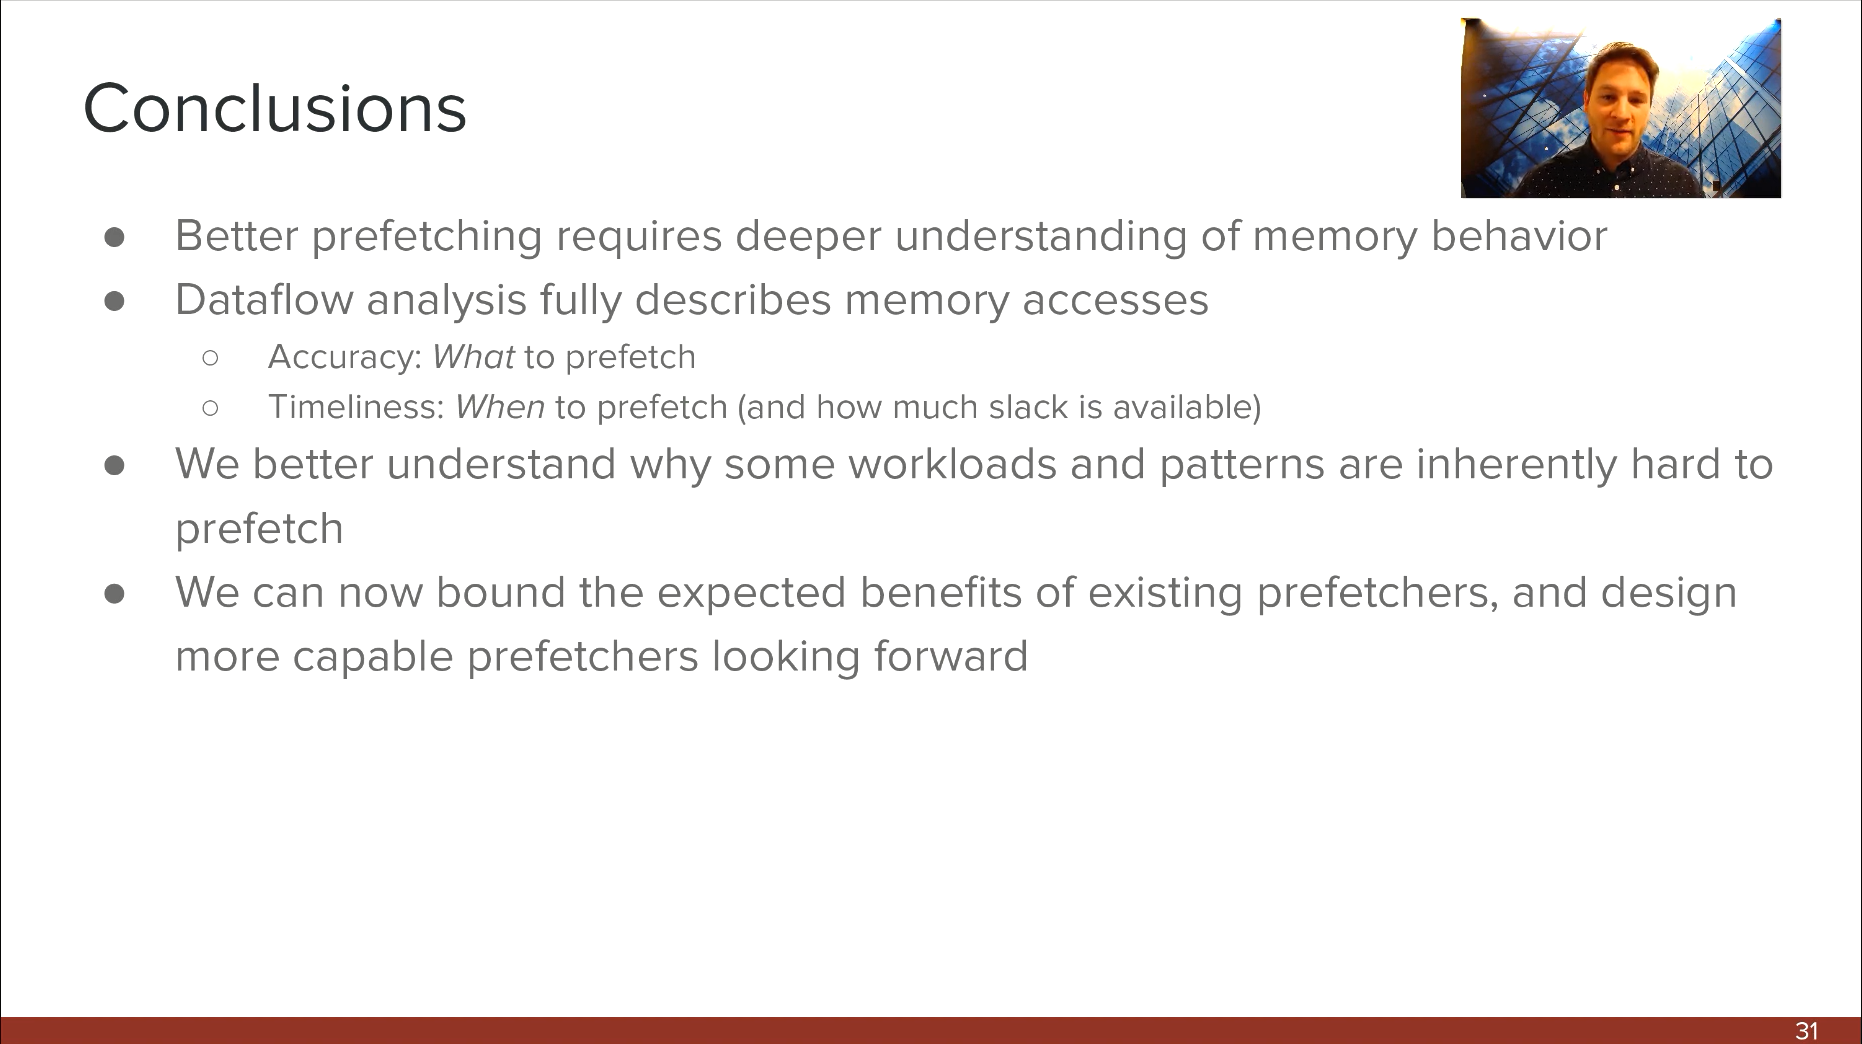 Conclusions
● Better prefetching requires deeper understanding of memory behavior
● Dataflow analysis fully describes memory accesses
○ Accuracy: What to prefetch
○ Timeliness: When to prefetch (and how much slack is available)
● We better understand why some workloads and patterns are inherently hard to
prefetch
● We can now bound the expected benefits of existing prefetchers, and design
more capable prefetchers looking forward
31